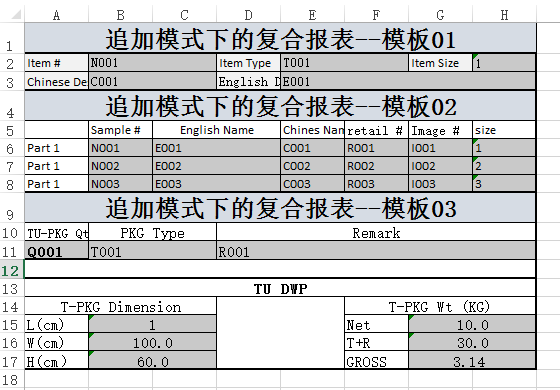 A B C D E F G H
1 追加模式下的复合报表--模板01
2 Item # N001 Item Type T001 Item Size 1
3 Chinese De C001 English D E001
4 追加模式下的复合报表--模板02
5 Sample # English Name Chines Nam retail # Image # size
6 Part 1 N001 E001 C001 R001 I001 1
7 Part 1 N002 E002 C002 R002 I002 2
8 Part 1 N003 E003 C003 R003 I003 3
9 追加模式下的复合报表--模板03
10 TU-PKG Qt PKG Type Remark
11 Q001 T001 R001
12
13 TU DWP
14 T-PKG Dimension T-PKG Wt (KG)
15 L(cm) 1 Net 10.0
16 W(cm) 100.0 T+R 30.0
17 H(cm) 60.0 GROSS 3.14
18